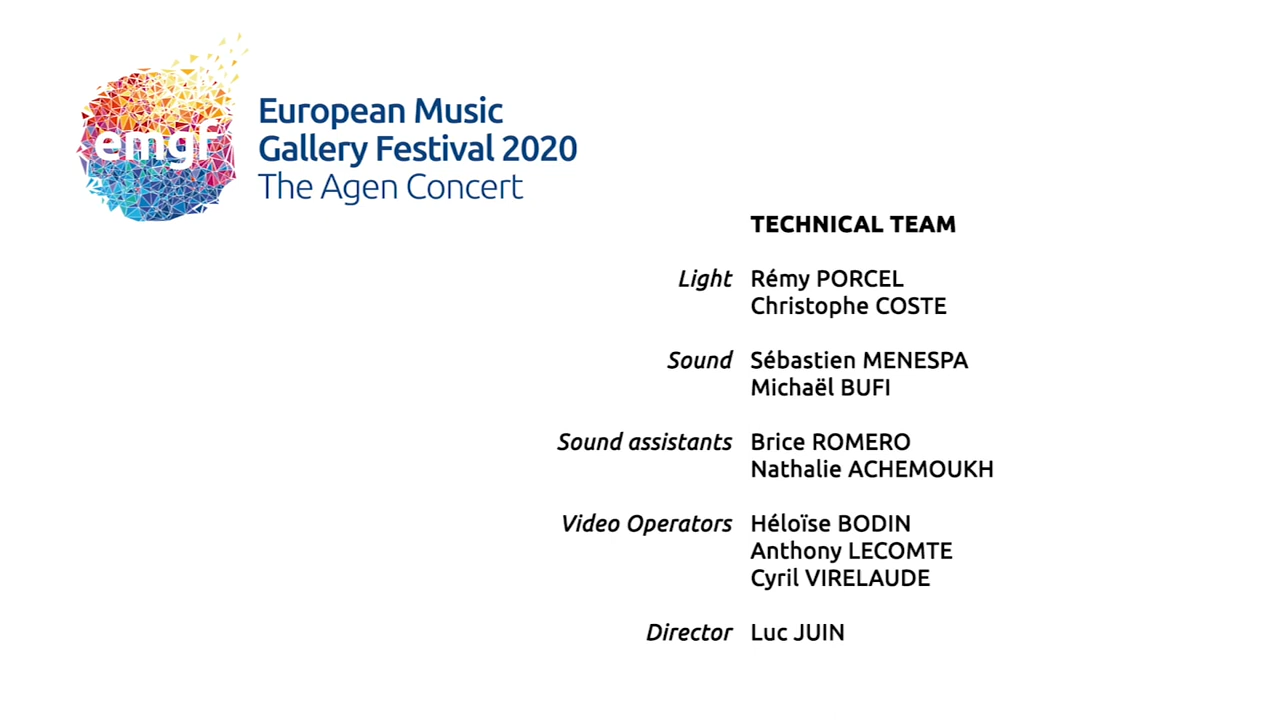 emgf
European Music
Gallery Festival 2020
The Agen Concert
TECHNICAL TEAM
Light Rémy PORCEL
Christophe COSTE
Sound Sébastien MENESPA
Michaël BUFI
Sound assistants Brice ROMERO
Nathalie ACHEMOUKH
Video Operators Héloïse BODIN
Anthony LECOMTE
Cyril VIRELAUDE
Director Luc JUIN